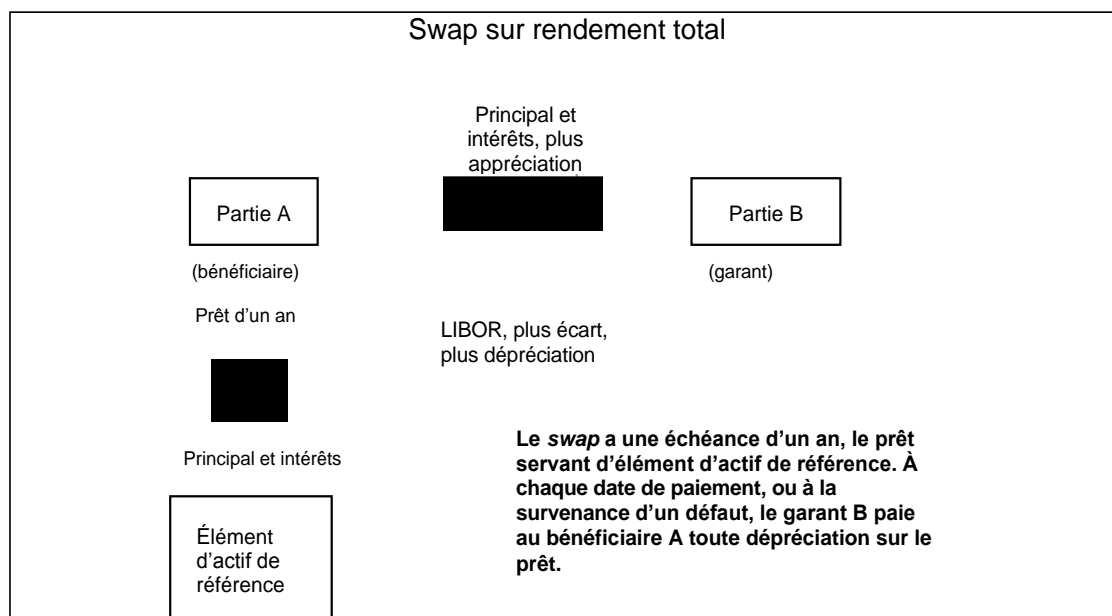 Swap sur rendement total
Principal et
intérêts, plus
appréciation
Partie A
Partie B
(bénéficiaire)
(garant)
Prêt d’un an
LIBOR, plus écart,
plus dépréciation
Principal et intérêts
Le swap a une échéance d’un an, le prêt
servant d’élément d’actif de référence. À
chaque date de paiement, ou à la
survenance d’un défaut, le garant B paie
au bénéficiaire A toute dépréciation sur le
prêt.
Élément
d’actif de
référence